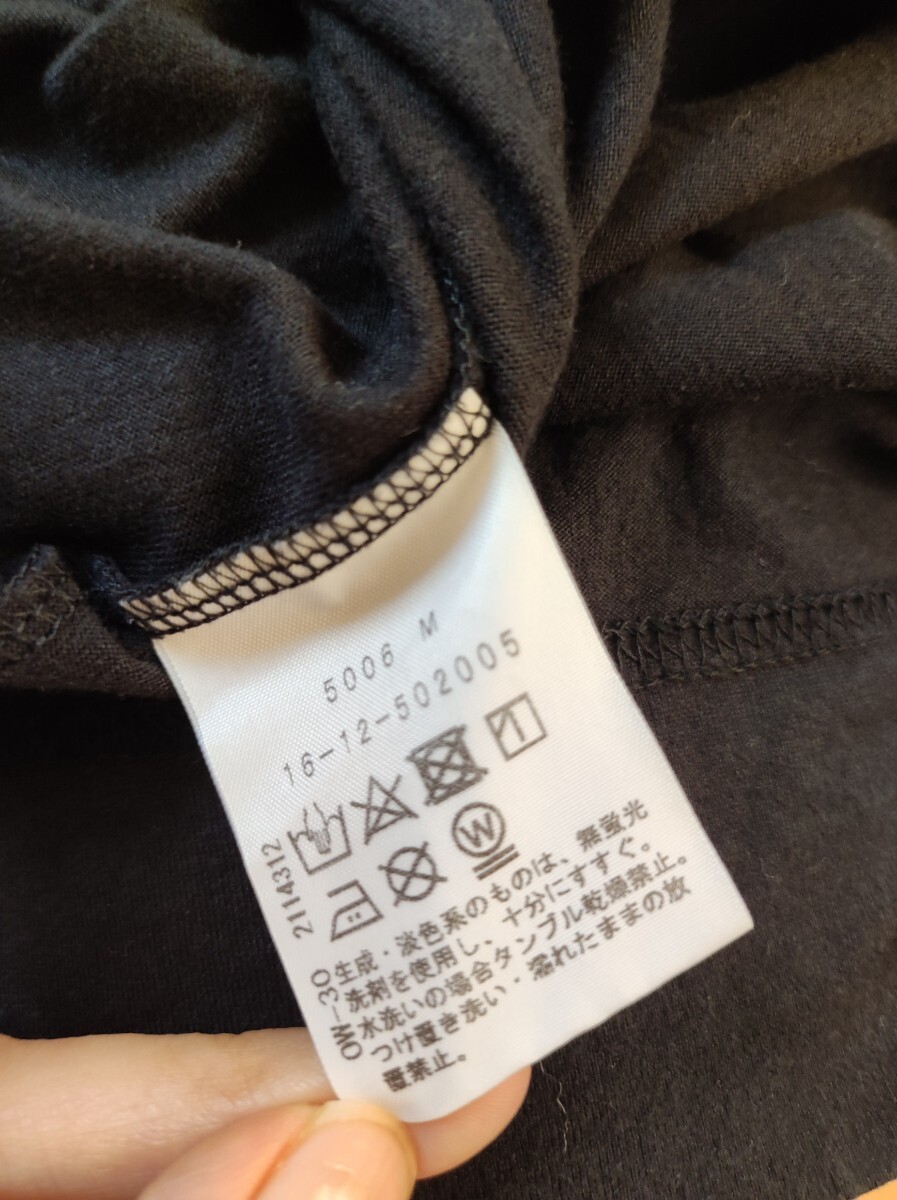 5006 M
16-12-502005
2114312
W
OW-30
生成・淡色系のものは、無蛍光
洗剤を使用し、十分にすすぐ。
水洗いの場合タンブル乾燥禁止。
つけ置き洗い・濡れたままの放
置禁止。